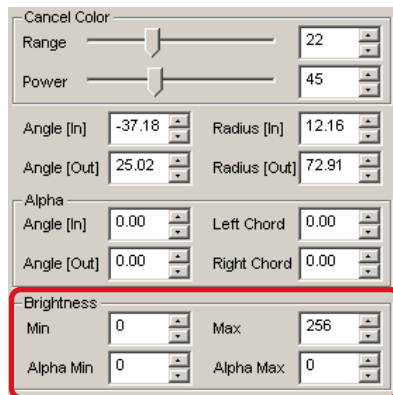 Cancel Color
Range 22
Power 45
Angle [In] -37.18 Radius [In] 12.16
Angle [Out] 25.02 Radius [Out] 72.91
Alpha
Angle [In] 0.00 Left Chord 0.00
Angle [Out] 0.00 Right Chord 0.00
Brightness
Min 0 Max 256
Alpha Min 0 Alpha Max 0